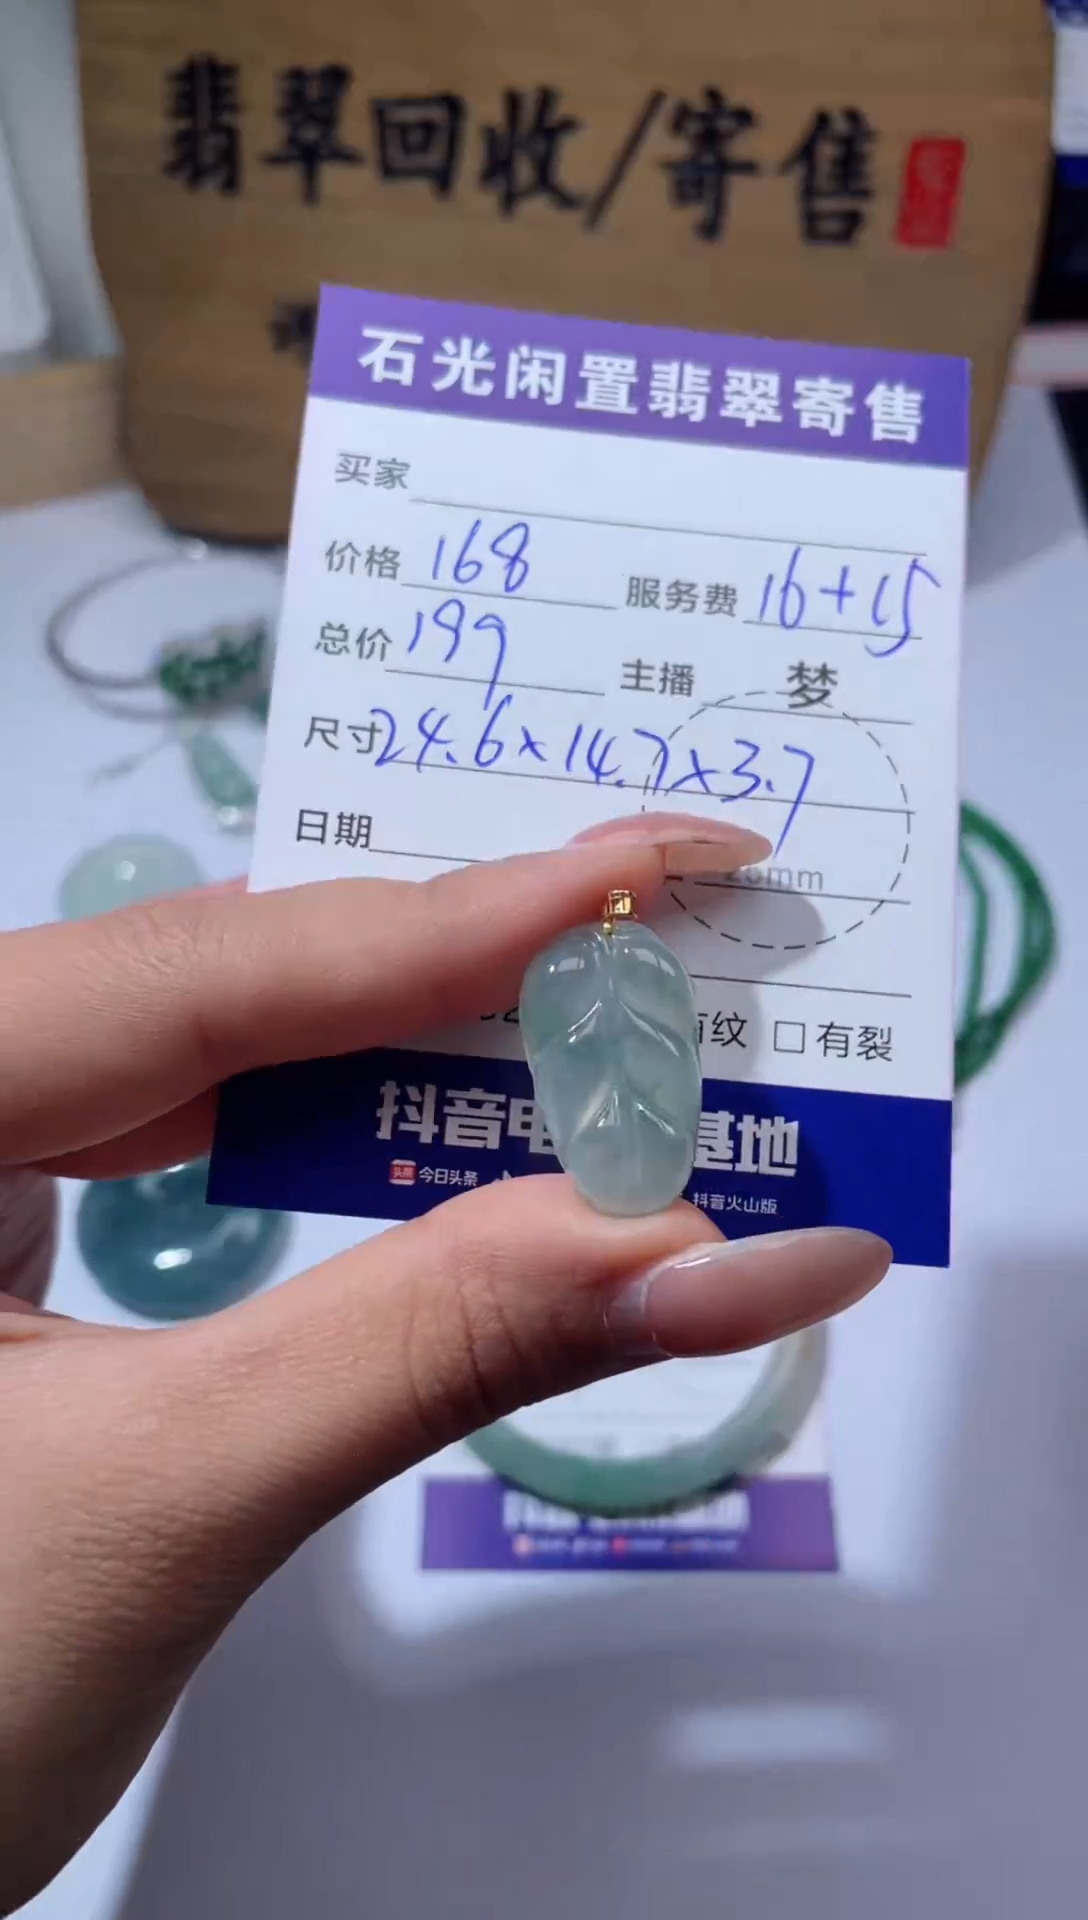 翡翠回收/寄售
石光闲置翡翠寄售
买家
价格 168 服务费 16+15
总价 199 主播 梦
尺寸 24.6×14.7×3.7
日期
mm
纹 □有裂
抖音电 基地
头条 今日头条 抖音火山版